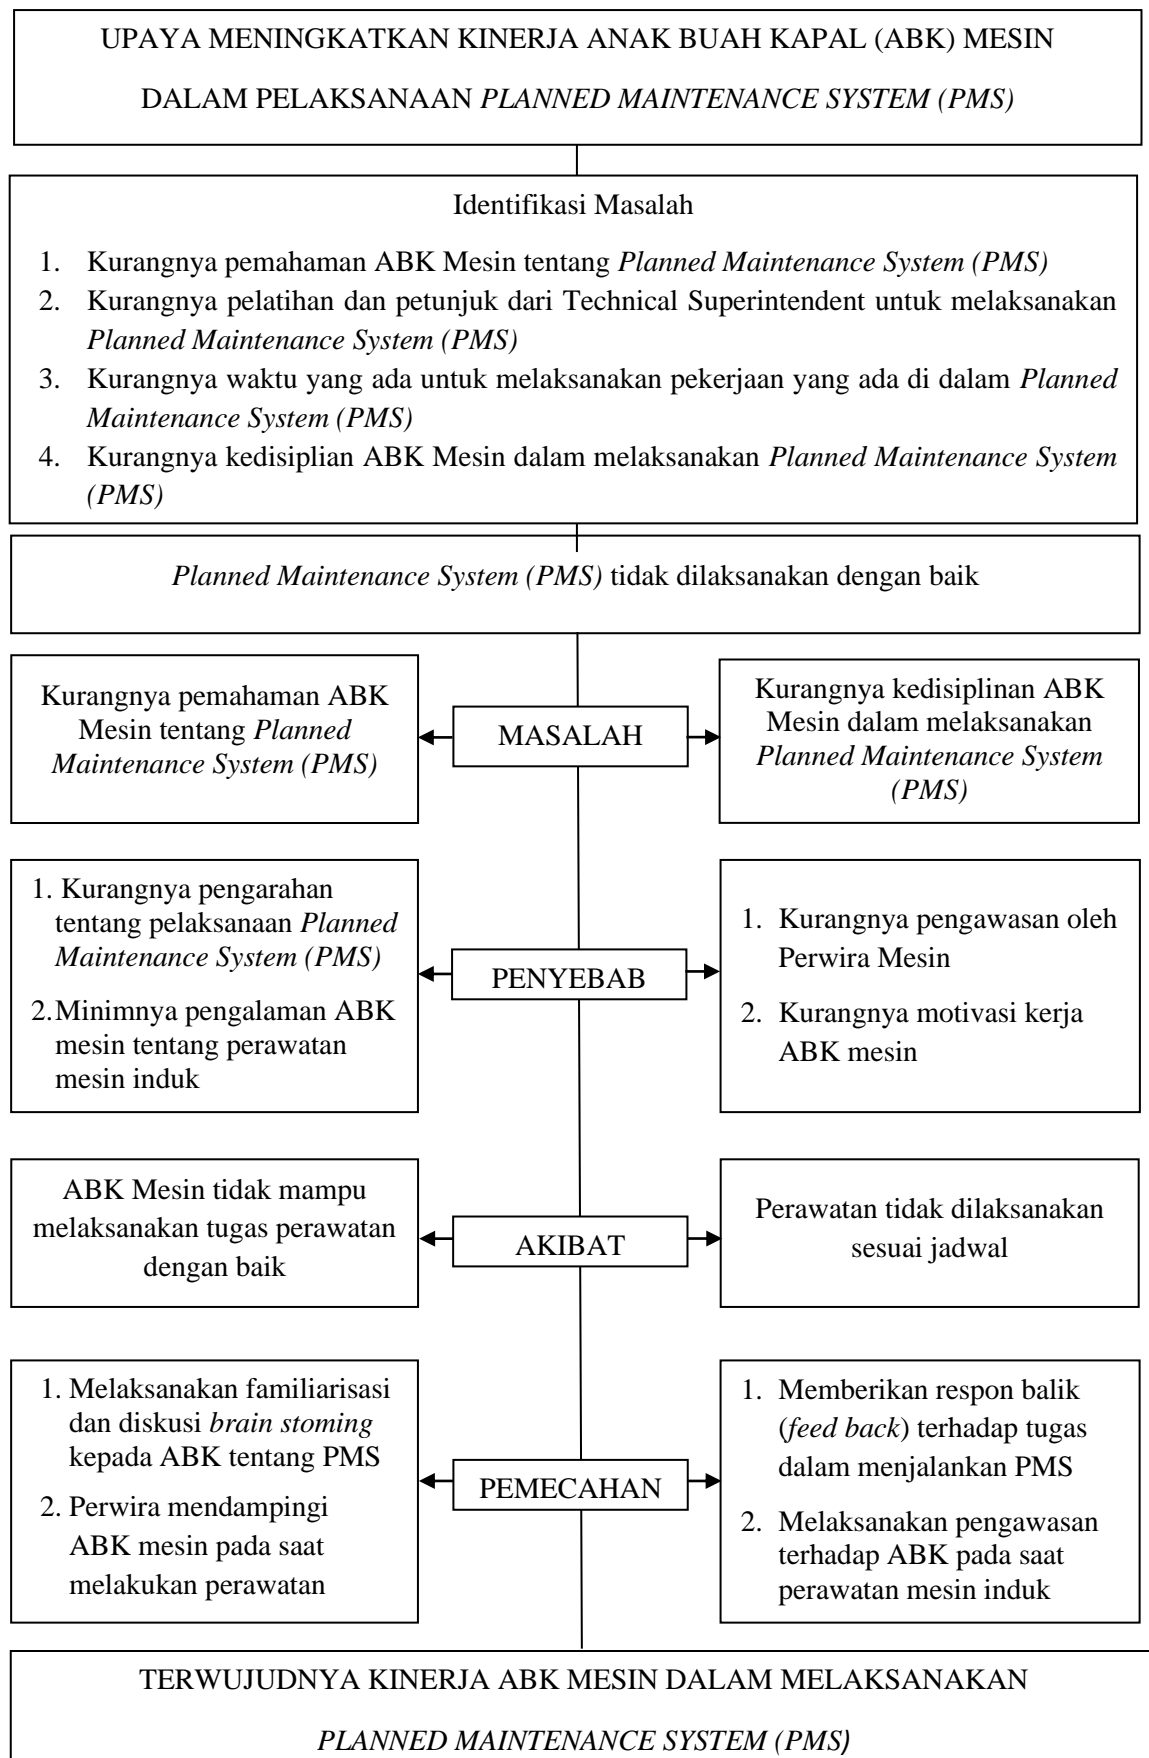 UPAYA MENINGKATKAN KINERJA ANAK BUAH KAPAL (ABK) MESIN
DALAM PELAKSANAAN PLANNED MAINTENANCE SYSTEM (PMS)
Identifikasi Masalah
1. Kurangnya pemahaman ABK Mesin tentang Planned Maintenance System (PMS)
2. Kurangnya pelatihan dan petunjuk dari Technical Superintendent untuk melaksanakan
Planned Maintenance System (PMS)
3. Kurangnya waktu yang ada untuk melaksanakan pekerjaan yang ada di dalam Planned
Maintenance System (PMS)
4. Kurangnya kedisiplian ABK Mesin dalam melaksanakan Planned Maintenance System
(PMS)
Planned Maintenance System (PMS) tidak dilaksanakan dengan baik
Kurangnya pemahaman ABK
Mesin tentang Planned
Maintenance System (PMS)
MASALAH
Kurangnya kedisiplinan ABK
Mesin dalam melaksanakan
Planned Maintenance System
(PMS)
1. Kurangnya pengarahan
tentang pelaksanaan Planned
Maintenance System (PMS)
2. Minimnya pengalaman ABK
mesin tentang perawatan
mesin induk
PENYEBAB
1. Kurangnya pengawasan oleh
Perwira Mesin
2. Kurangnya motivasi kerja
ABK mesin
ABK Mesin tidak mampu
melaksanakan tugas perawatan
dengan baik
AKIBAT
Perawatan tidak dilaksanakan
sesuai jadwal
1. Melaksanakan familiarisasi
dan diskusi brain stoming
kepada ABK tentang PMS
2. Perwira mendampingi
ABK mesin pada saat
melakukan perawatan
PEMECAHAN
1. Memberikan respon balik
(feed back) terhadap tugas
dalam menjalankan PMS
2. Melaksanakan pengawasan
terhadap ABK pada saat
perawatan mesin induk
TERWUJUDNYA KINERJA ABK MESIN DALAM MELAKSANAKAN
PLANNED MAINTENANCE SYSTEM (PMS)